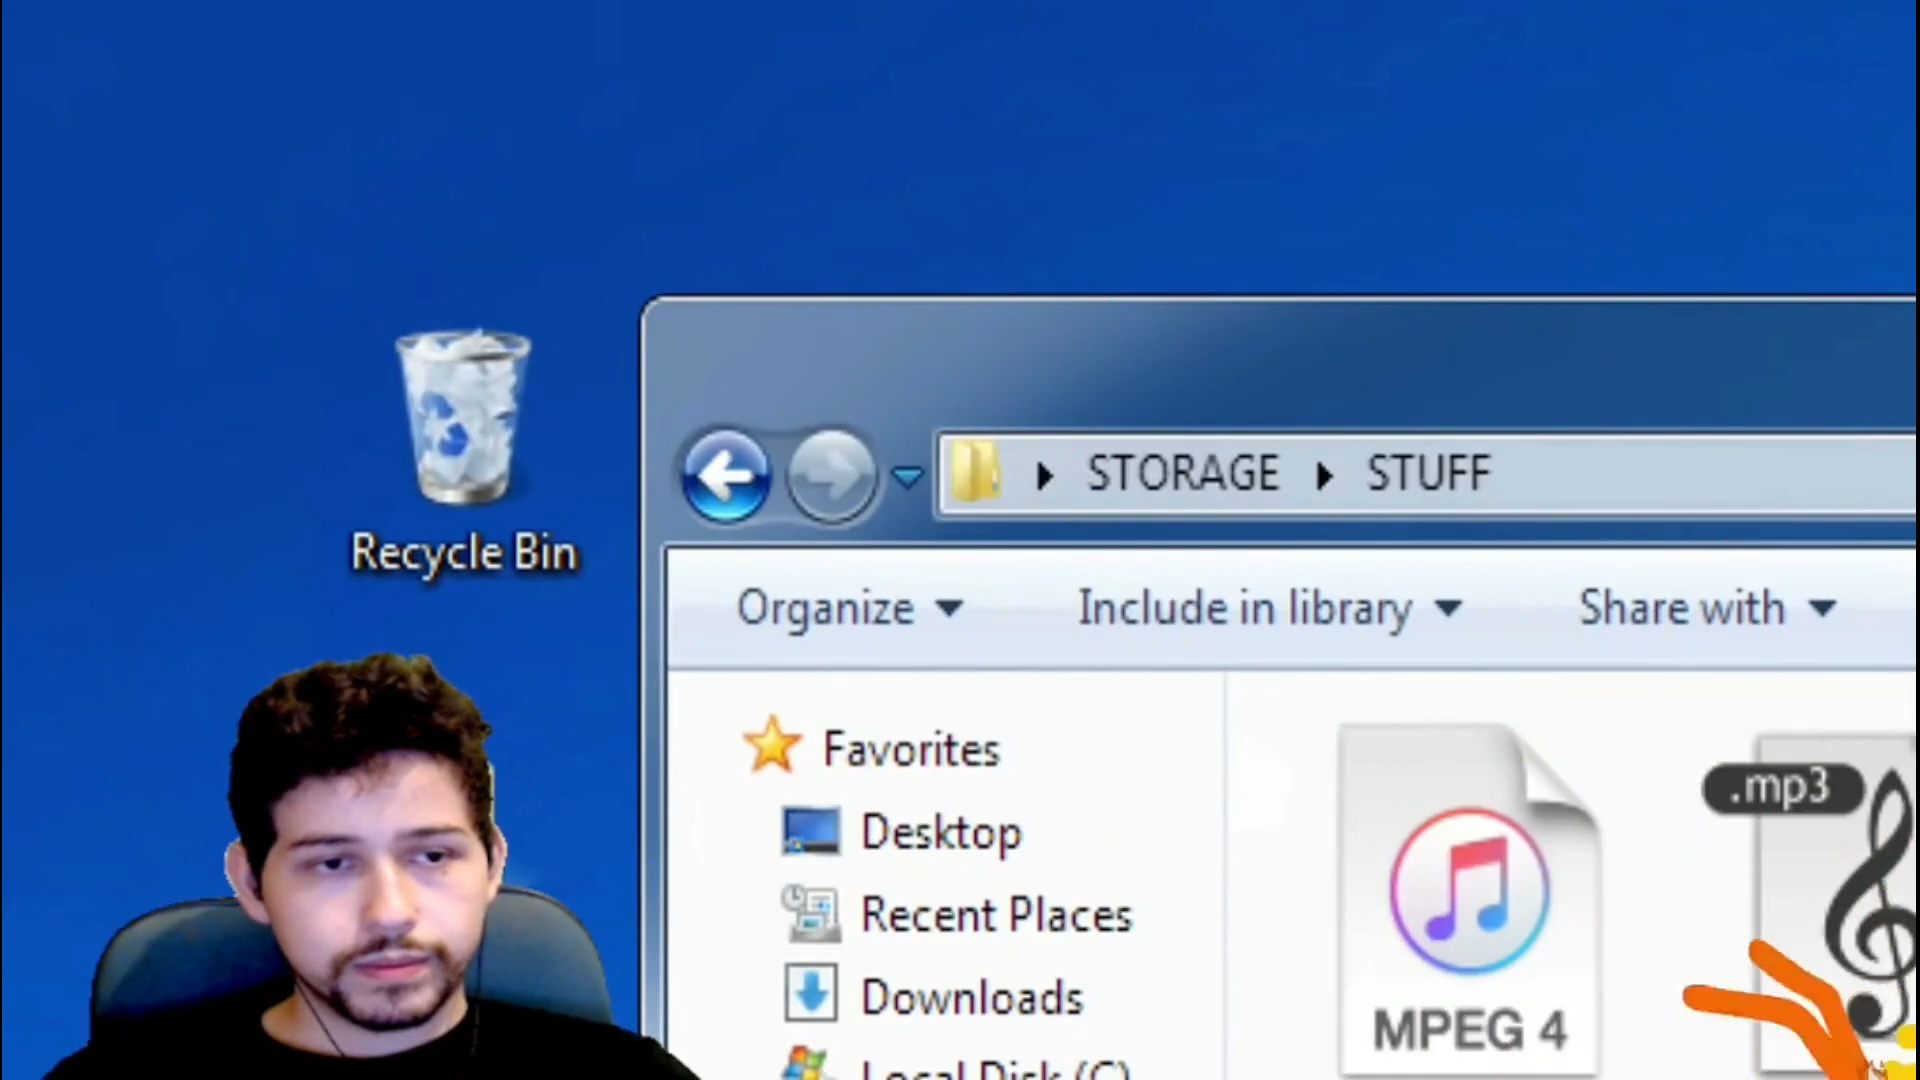 Recycle Bin
STORAGE STUFF
Organize Include in library Share with
Favorites
Desktop
Recent Places
Downloads
Local Disk (C)
MPEG 4
.mp3